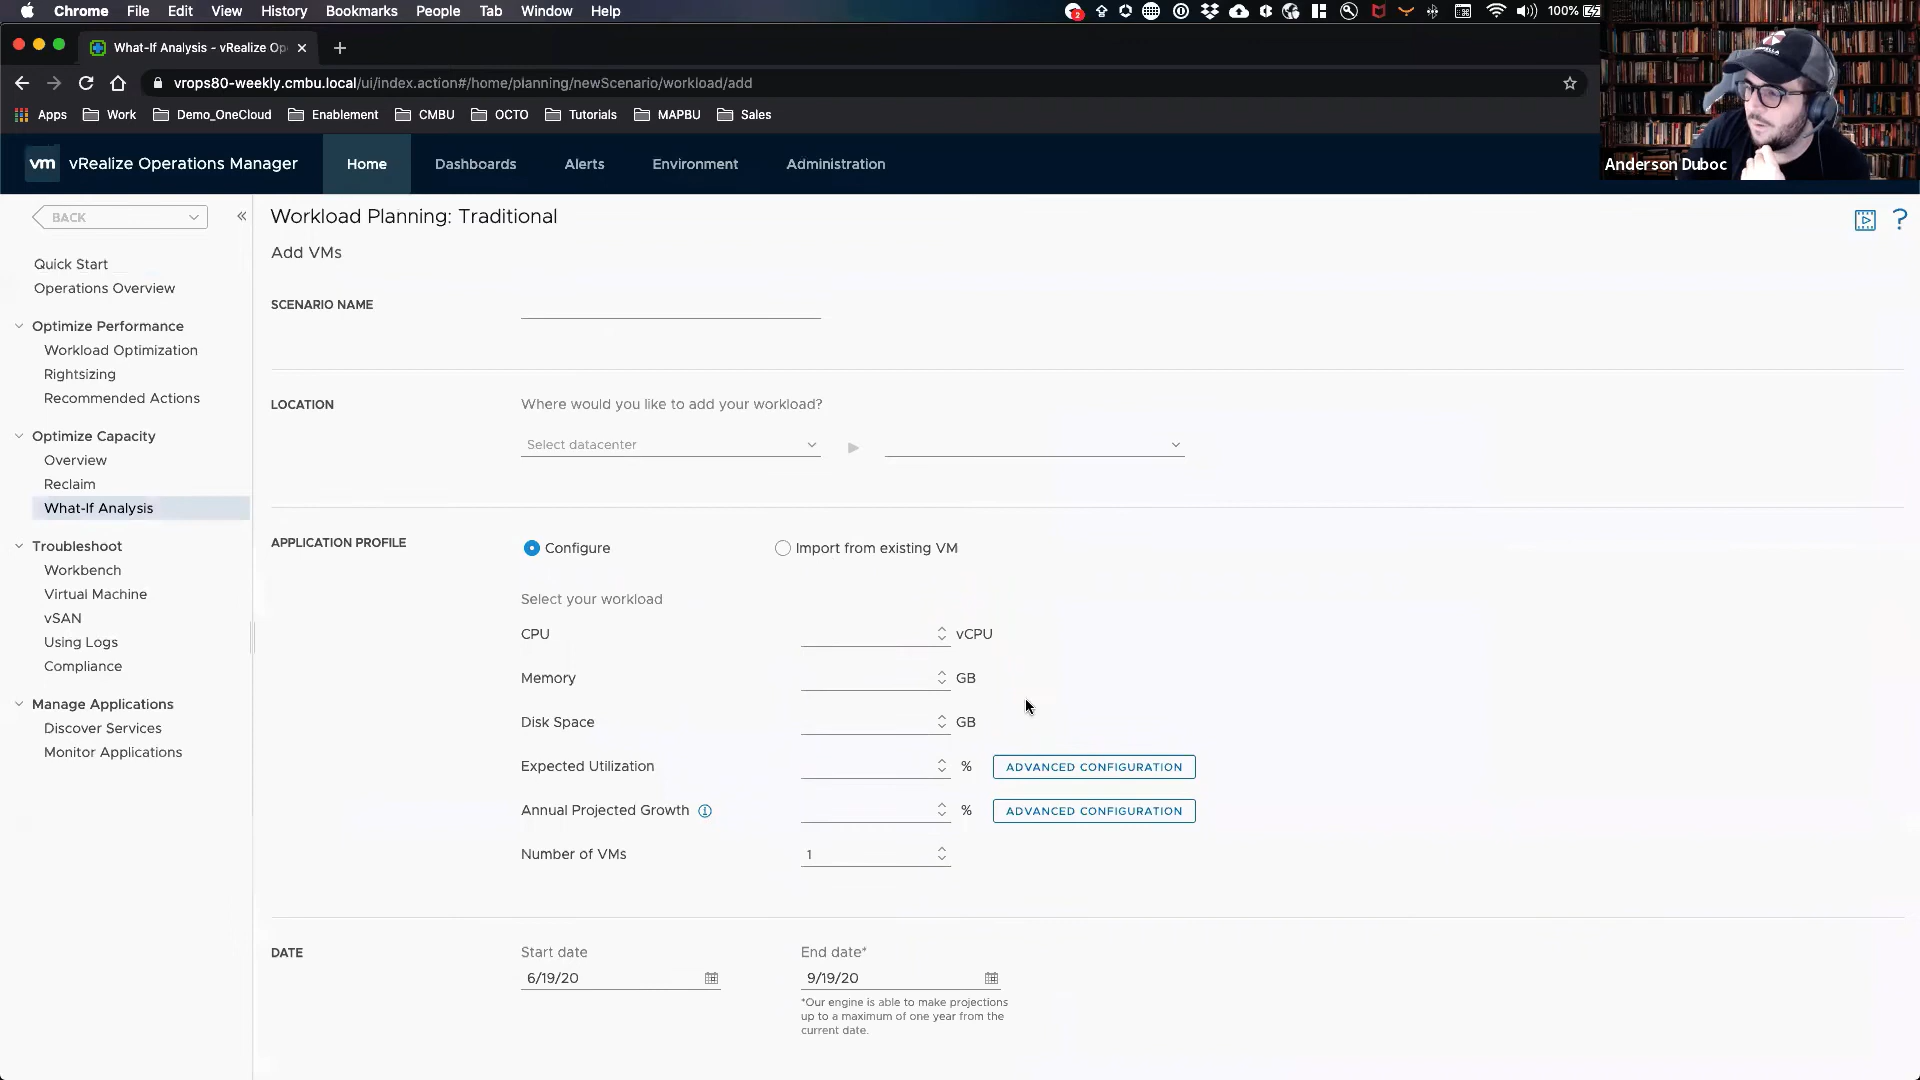 Chrome File Edit View History Bookmarks People Tab Window Help
2
100%
What-If Analysis - vRealize Op
vrops80-weekly.cmbu.local/ui/index.action#/home/planning/newScenario/workload/add
Apps Work Demo_OneCloud Enablement CMBU OCTO Tutorials MAPBU Sales
Anderson Duboc
vm vRealize Operations Manager Home Dashboards Alerts Environment Administration
BACK
Quick Start
Operations Overview
Optimize Performance
Workload Optimization
Rightsizing
Recommended Actions
Optimize Capacity
Overview
Reclaim
What-If Analysis
Troubleshoot
Workbench
Virtual Machine
vSAN
Using Logs
Compliance
Manage Applications
Discover Services
Monitor Applications
Workload Planning: Traditional
?
Add VMs
SCENARIO NAME
LOCATION
Where would you like to add your workload?
Select datacenter
APPLICATION PROFILE
Configure Import from existing VM
Select your workload
CPU vCPU
Memory GB
Disk Space GB
Expected Utilization % ADVANCED CONFIGURATION
Annual Projected Growth % ADVANCED CONFIGURATION
Number of VMs 1
DATE
Start date End date*
6/19/20 9/19/20
*Our engine is able to make projections
up to a maximum of one year from the
current date.